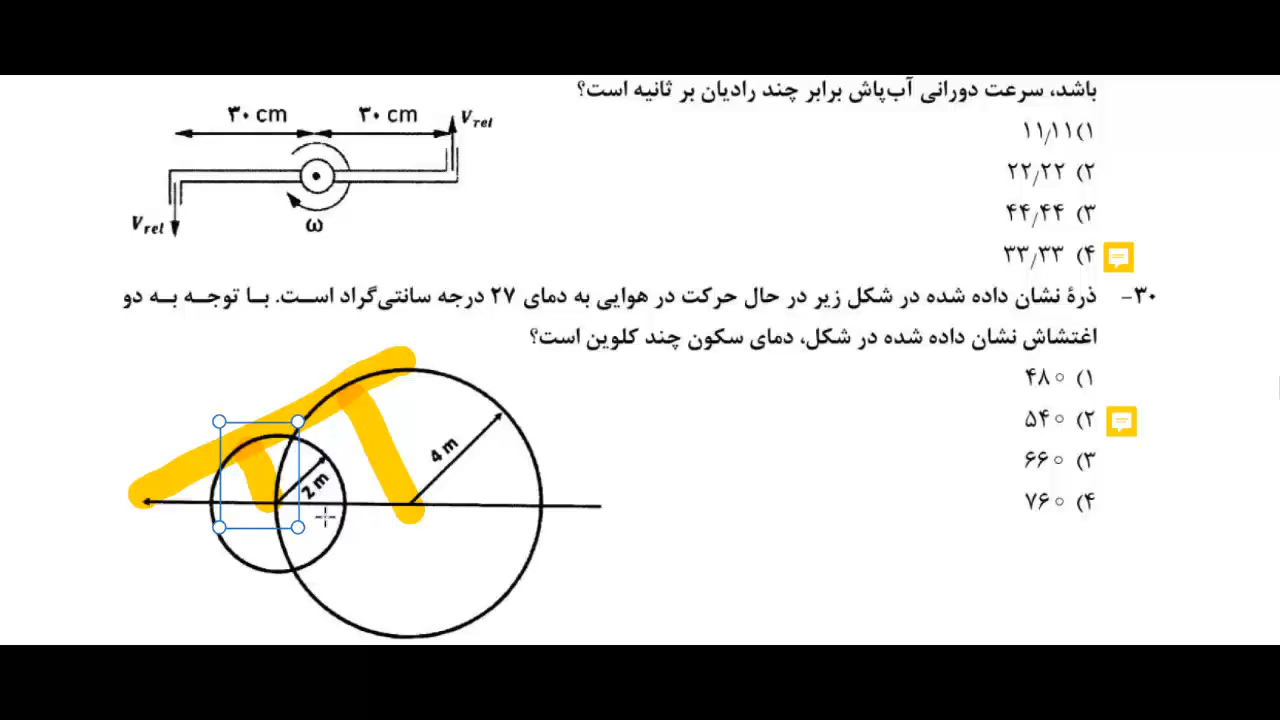 باشد، سرعت دورانی آب‌پاش برابر چند رادیان بر ثانیه است؟
۳۰ cm ۳۰ cm
V_rel
V_rel
ω
۱) ۱۱٫۱۱
۲) ۲۲٫۲۲
۳) ۴۴٫۴۴
۴) ۳۳٫۳۳
۳۰- ذرهٔ نشان داده شده در شکل زیر در حال حرکت در هوایی به دمای ۲۷ درجه سانتی‌گراد است. با توجه به دو
اغتشاش نشان داده شده در شکل، دمای سکون چند کلوین است؟
۱) ۴۸۰
۲) ۵۴۰
۳) ۶۶۰
۴) ۷۶۰
4 m
2 m